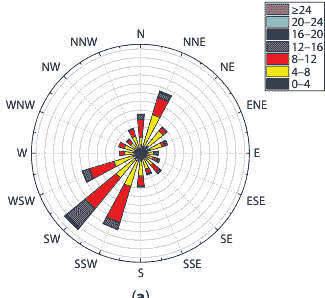 ≥24
20–24
16–20
12–16
8–12
4–8
0–4
N
NNW NNE
NW NE
WNW ENE
W E
WSW ESE
SW SE
SSW SSE
S
(a)